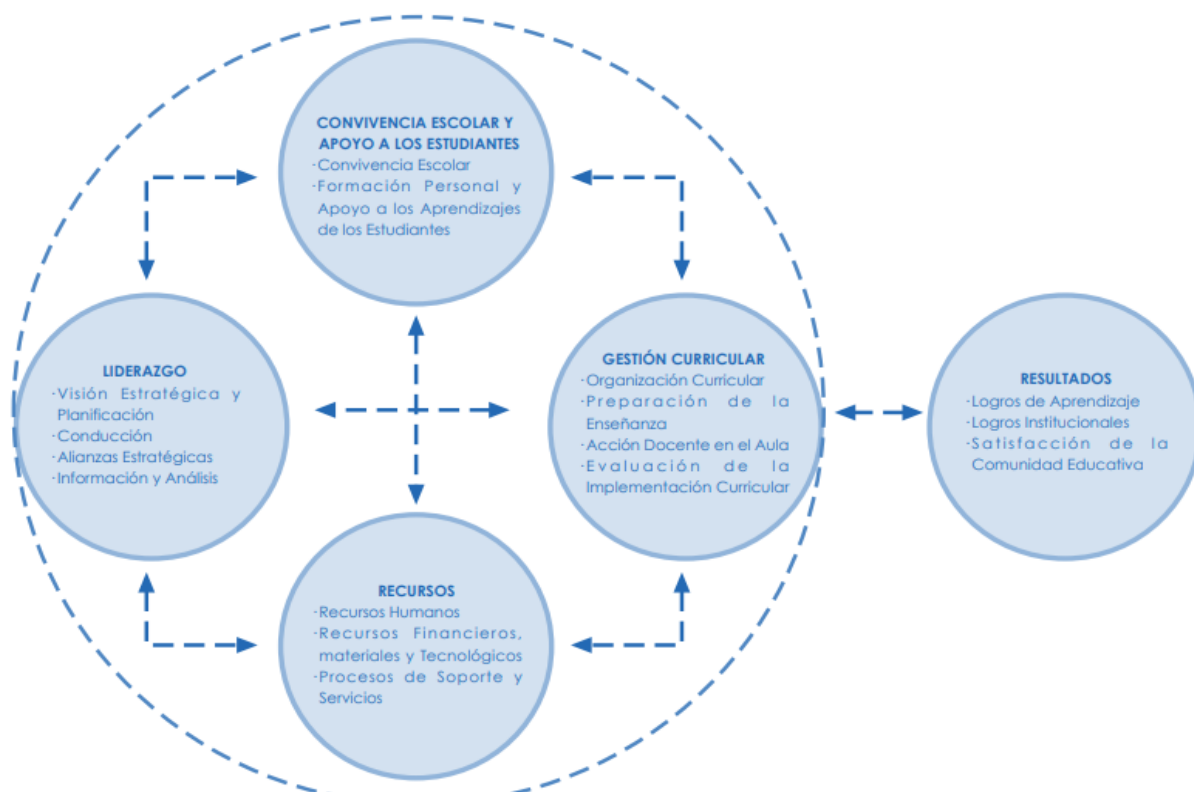 CONVIVENCIA ESCOLAR Y
APOYO A LOS ESTUDIANTES
·Convivencia Escolar
·Formación Personal y
Apoyo a los Aprendizajes
de los Estudiantes
LIDERAZGO
·Visión Estratégica y
Planificación
·Conducción
·Alianzas Estratégicas
·Información y Análisis
GESTIÓN CURRICULAR
·Organización Curricular
·Preparación de la
Enseñanza
·Acción Docente en el Aula
·Evaluación de la
Implementación Curricular
RESULTADOS
·Logros de Aprendizaje
·Logros Institucionales
·Satisfacción de la
Comunidad Educativa
RECURSOS
·Recursos Humanos
·Recursos Financieros,
materiales y Tecnológicos
·Procesos de Soporte y
Servicios